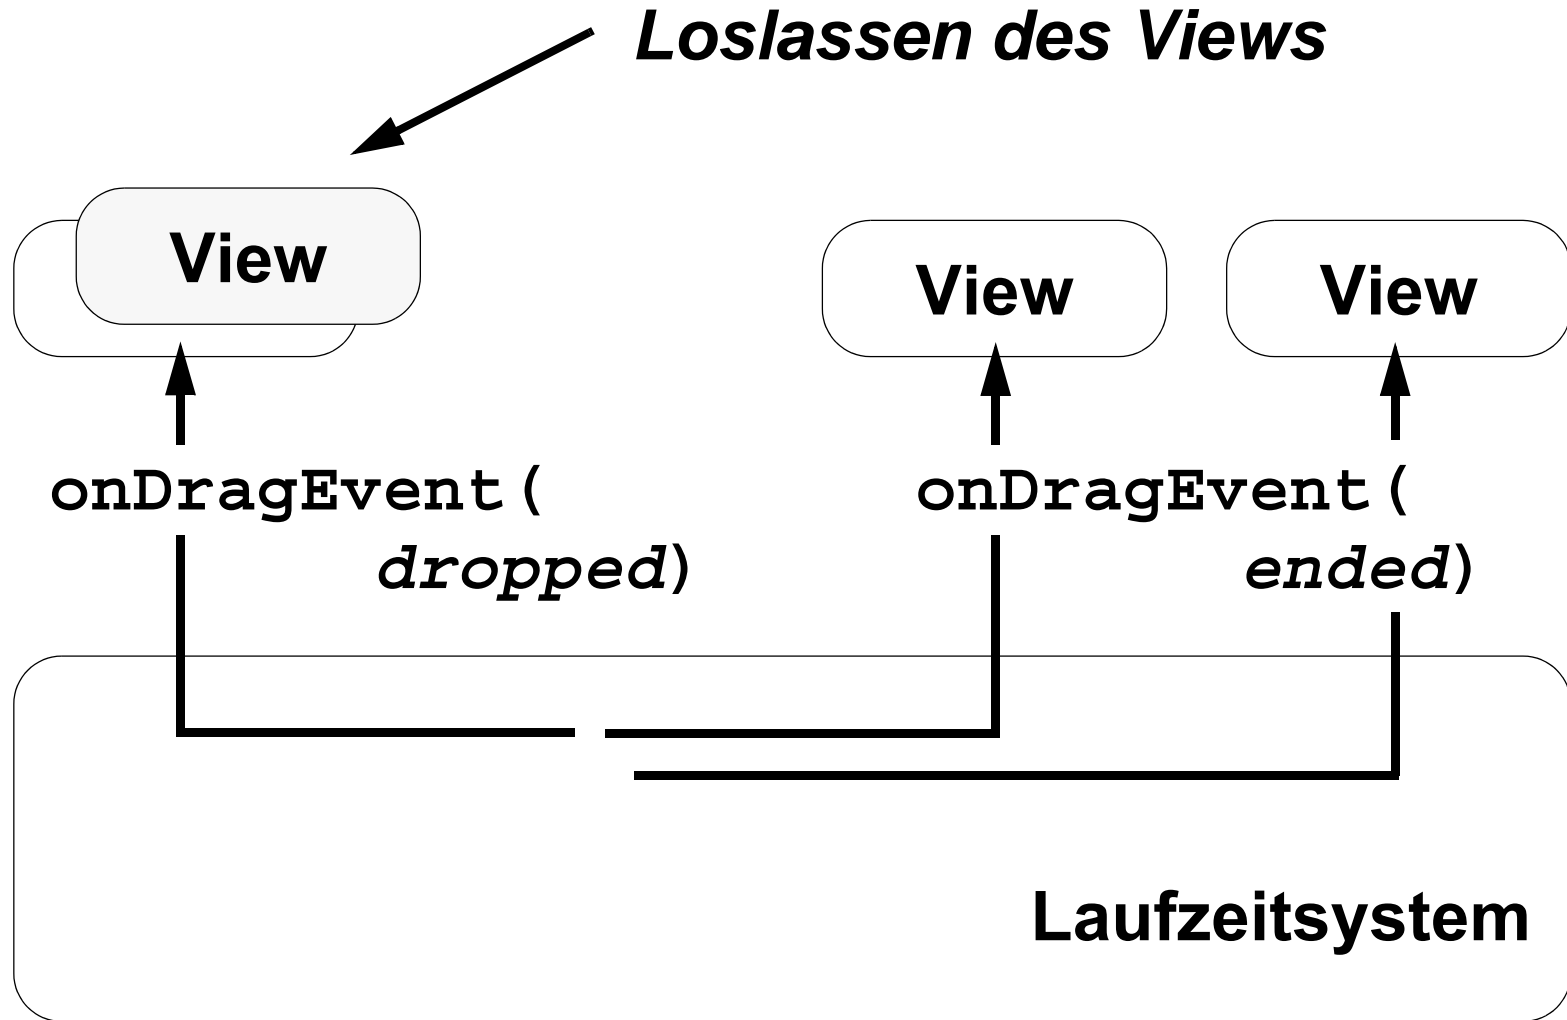 Loslassen des Views
View
View
View
onDragEvent(
dropped)
onDragEvent(
ended)
Laufzeitsystem